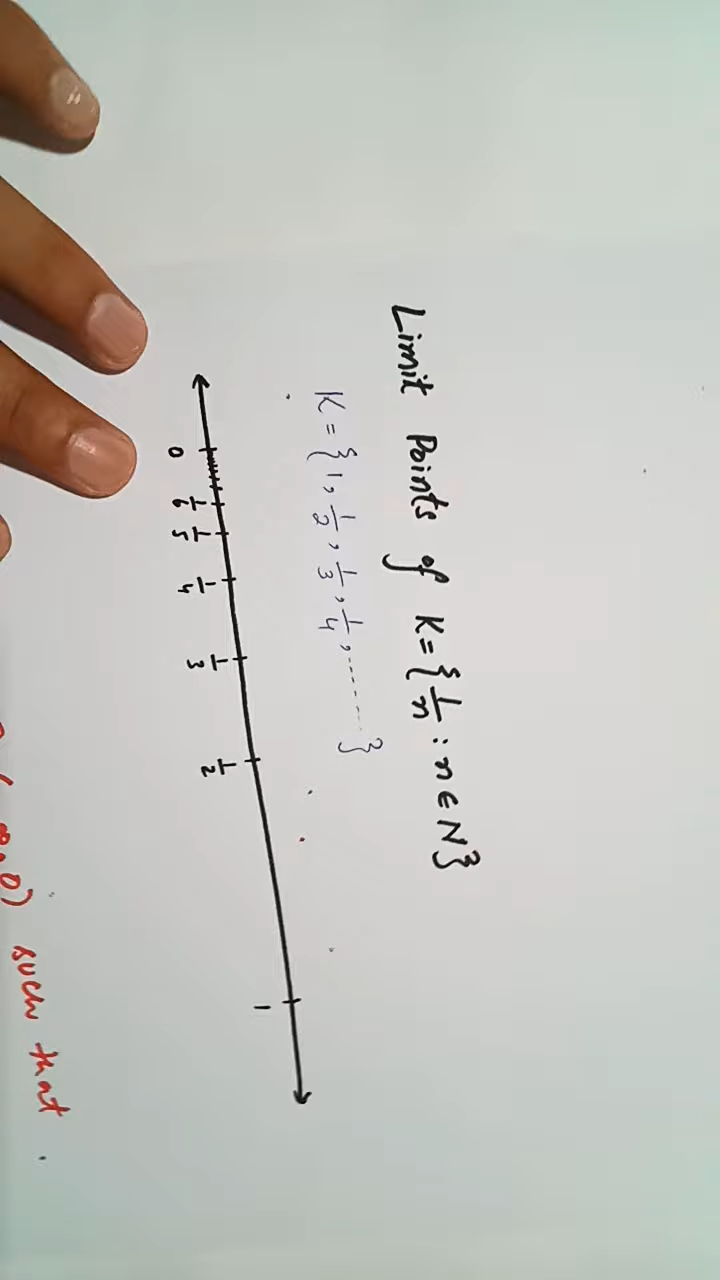 Limit Points of K = {1/n : n ∈ N}
K = {1, 1/2, 1/3, 1/4, ........}
0 1/6 1/5 1/4 1/3 1/2 1
0) such that